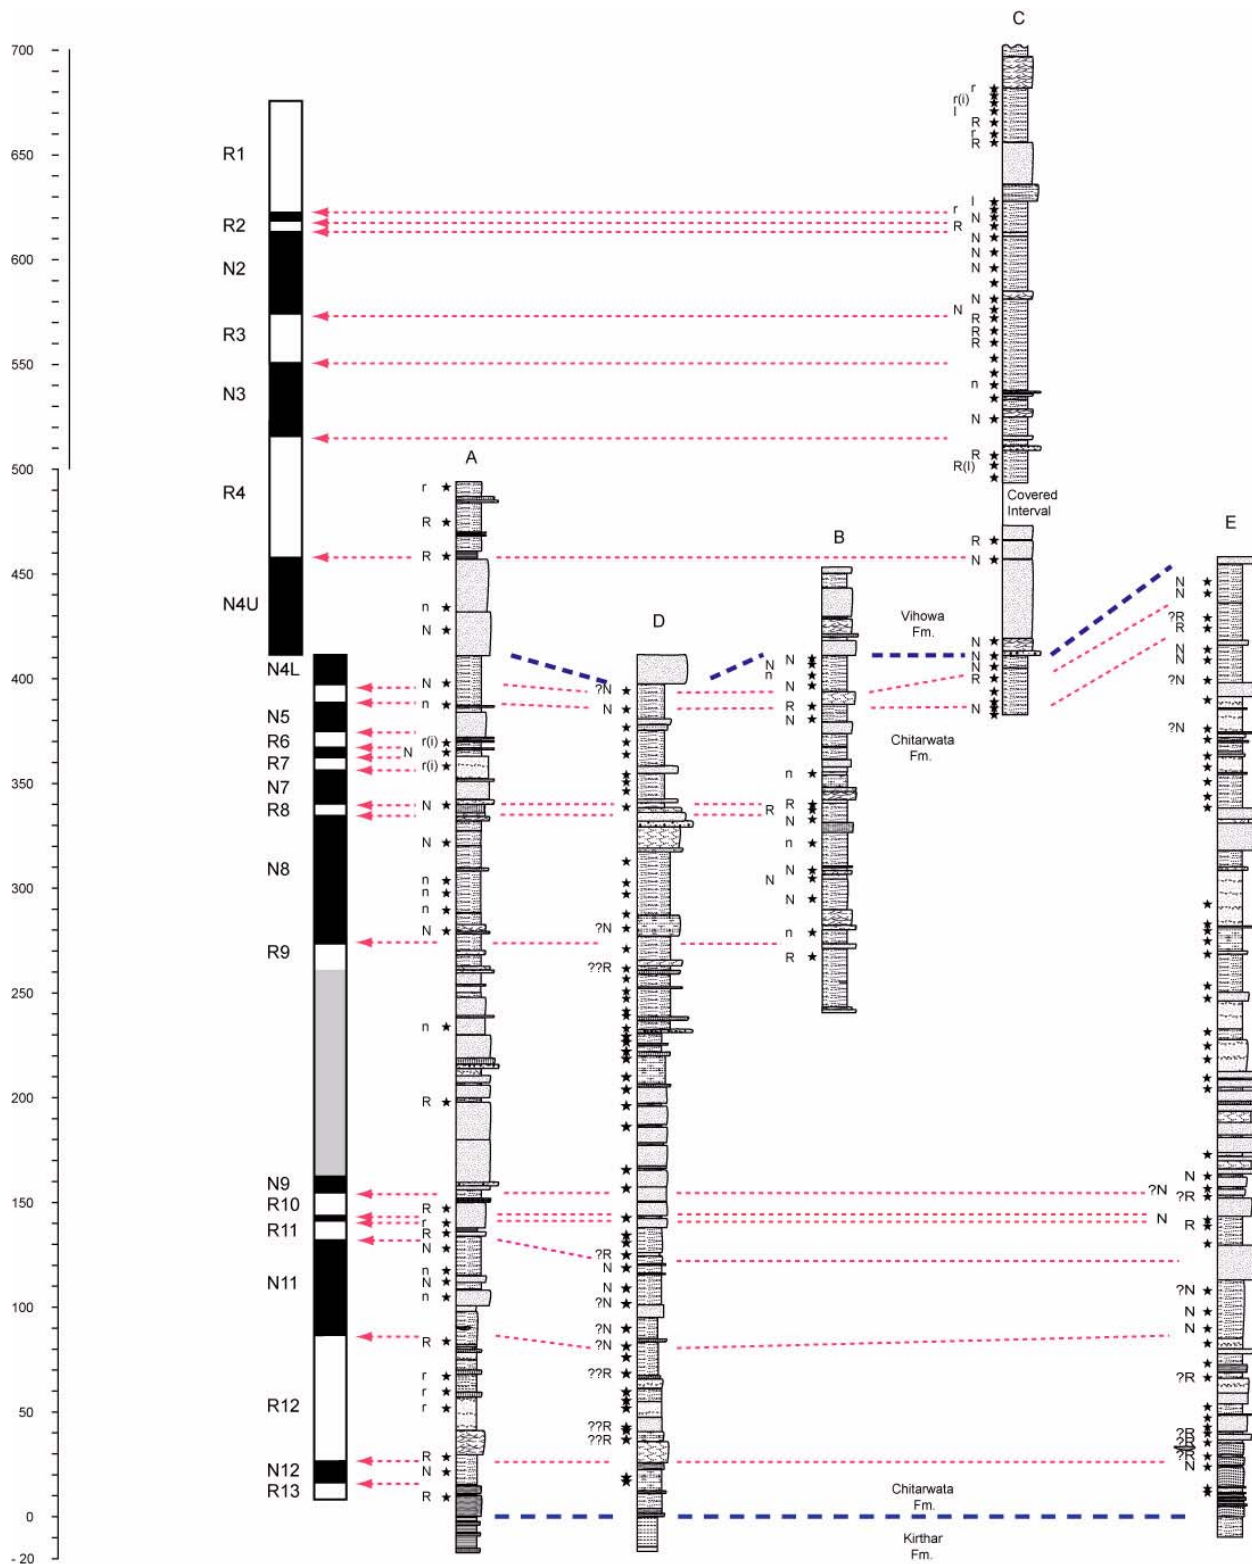 C
700
650
600
550
500
450
400
350
300
250
200
150
100
50
0
- 20
R1
R2
N2
R3
N3
R4
N4U
N4L
N5
R6
R7
N7
R8
N8
R9
N9
R10
R11
N11
R12
N12
R13
r
r(i)
I
R
r
R
I
r
N
R
N
N
N
N
N
R
R
R
n
N
R
R(I)
Covered
Interval
R
N
N
N
N
R
N
A
r
R
R
n
N
N
n
r(i)
N
r(i)
N
N
n
n
n
N
n
R
R
r
R
N
n
N
n
R
r
r
r
R
N
R
D
?N
N
?N
??R
?R
N
N
?N
?N
?N
??R
??R
??R
B
N
N
n
N
R
N
n
R
R
N
n
N
N
N
n
R
Vihowa
Fm.
Chitarwata
Fm.
E
N
N
?R
R
N
N
?N
?N
N
?N
?R
N
R
?N
N
N
?R
?R
?R
?R
N
Chitarwata
Fm.
Kirthar
Fm.